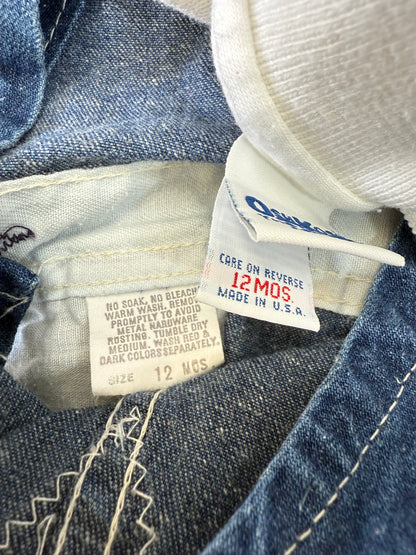 CARE ON REVERSE
12 MOS.
MADE IN U.S.A.
NO SOAK, NO BLEACH
WARM WASH. REMOVE
PROMPTLY TO AVOID
METAL HARDWARE
RUSTING. TUMBLE DRY
MEDIUM. WASH RED &
DARK COLORS SEPARATELY.
SIZE 12 MOS